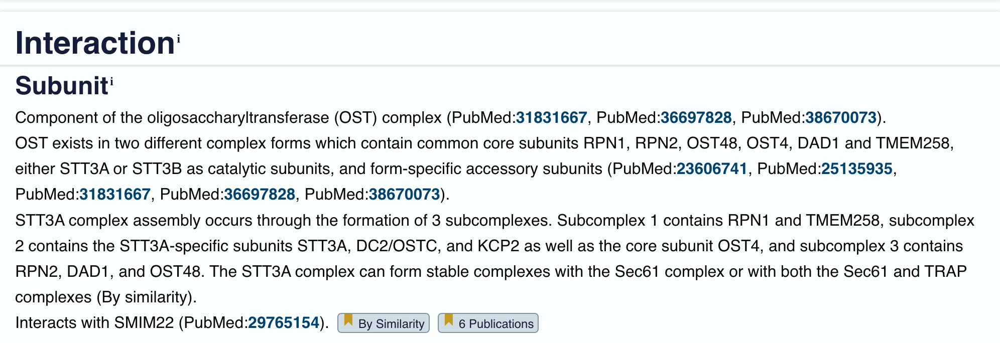 Interactionⁱ
Subunitⁱ
Component of the oligosaccharyltransferase (OST) complex (PubMed:31831667, PubMed:36697828, PubMed:38670073).
OST exists in two different complex forms which contain common core subunits RPN1, RPN2, OST48, OST4, DAD1 and TMEM258,
either STT3A or STT3B as catalytic subunits, and form-specific accessory subunits (PubMed:23606741, PubMed:25135935,
PubMed:31831667, PubMed:36697828, PubMed:38670073).
STT3A complex assembly occurs through the formation of 3 subcomplexes. Subcomplex 1 contains RPN1 and TMEM258, subcomplex
2 contains the STT3A-specific subunits STT3A, DC2/OSTC, and KCP2 as well as the core subunit OST4, and subcomplex 3 contains
RPN2, DAD1, and OST48. The STT3A complex can form stable complexes with the Sec61 complex or with both the Sec61 and TRAP
complexes (By similarity).
Interacts with SMIM22 (PubMed:29765154). By Similarity 6 Publications